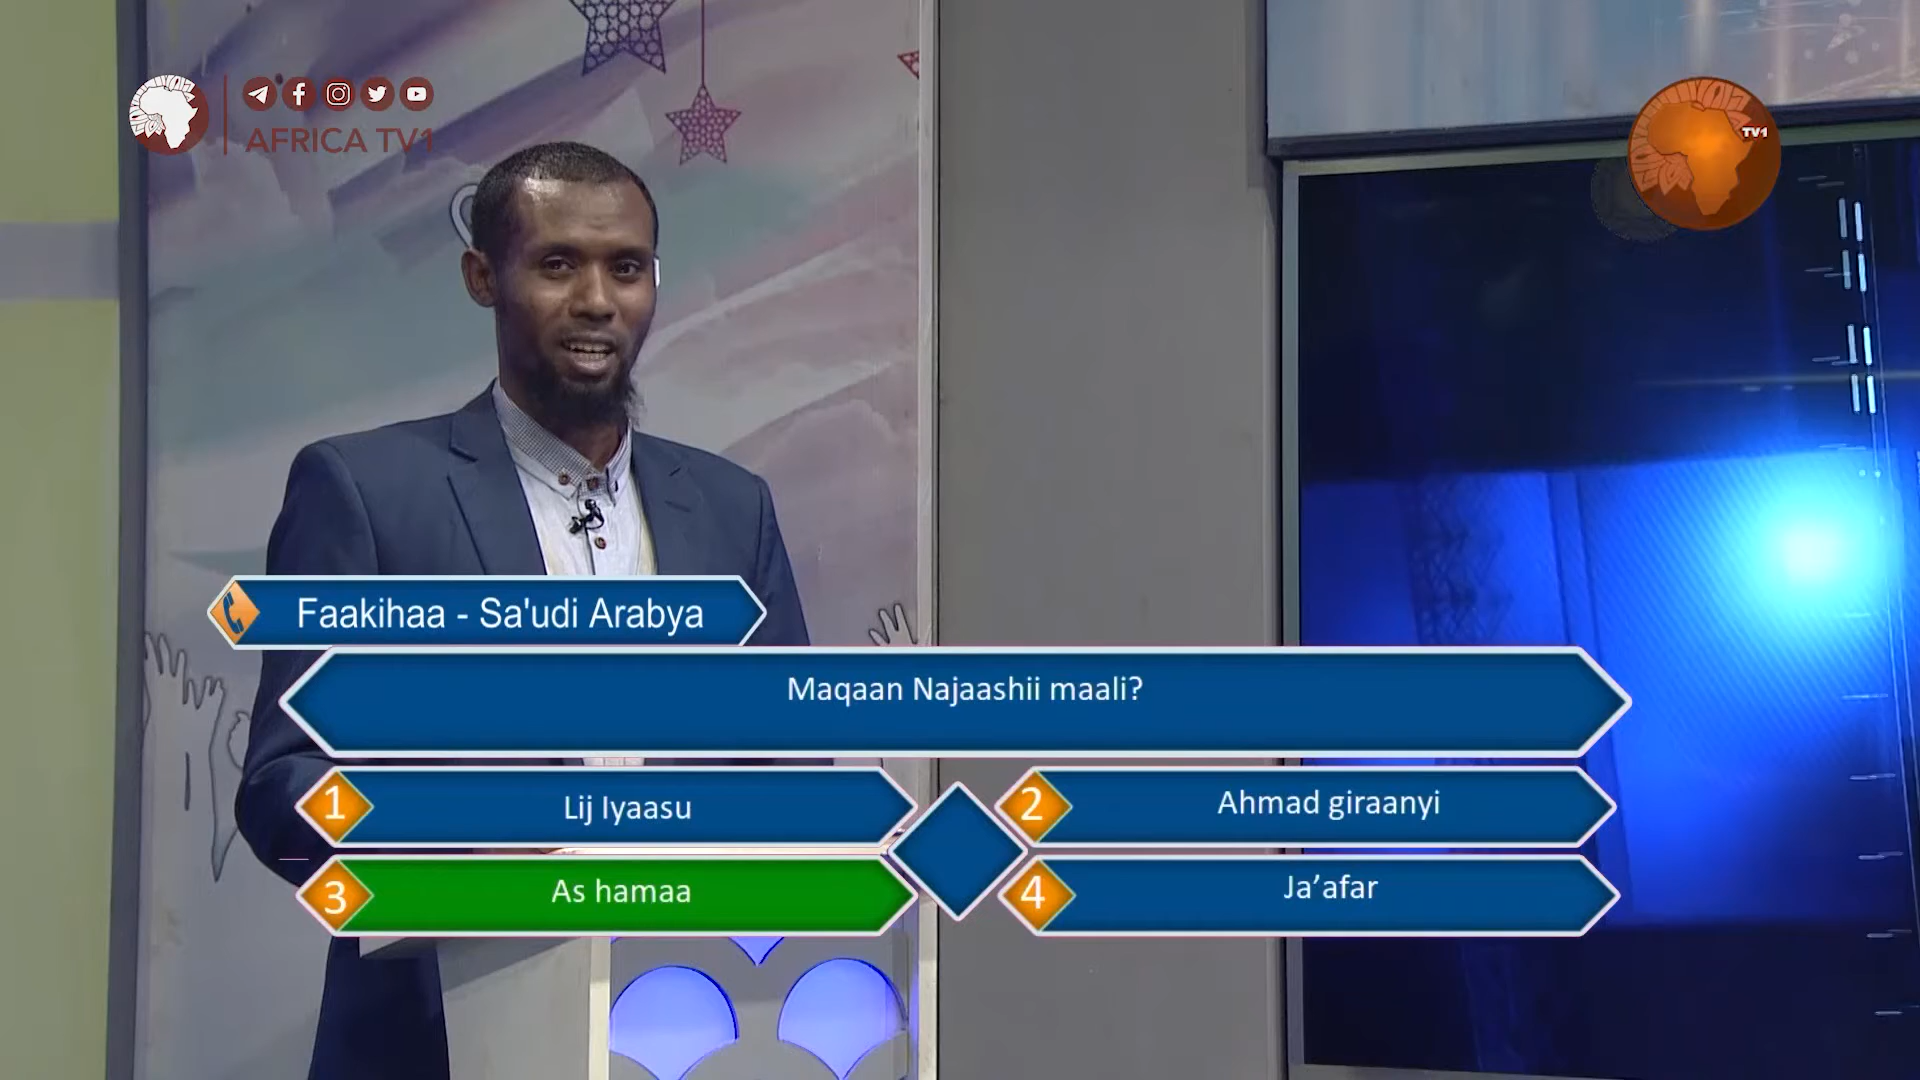 AFRICA TV1
TV1
Faakihaa - Sa'udi Arabya
Maqaan Najaashii maali?
1 Lij Iyaasu
2 Ahmad giraanyi
3 As hamaa
4 Ja’afar